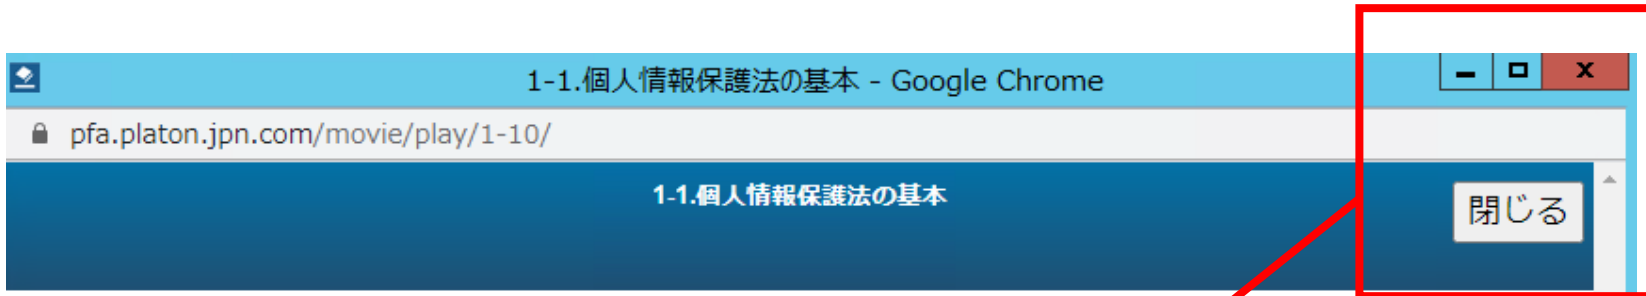 1-1.個人情報保護法の基本 - Google Chrome
pfa.platon.jpn.com/movie/play/1-10/
1-1.個人情報保護法の基本
閉じる